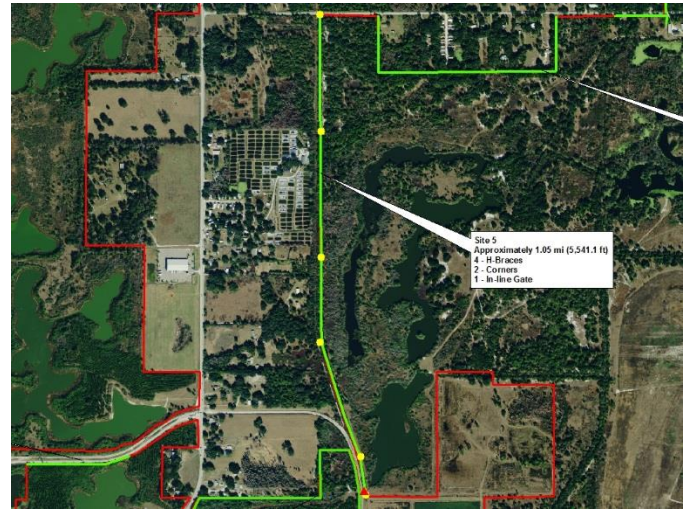 Site 5
Approximately 1.05 mi (5,541.1 ft)
4 - H-Braces
2 - Corners
1 - In-line Gate